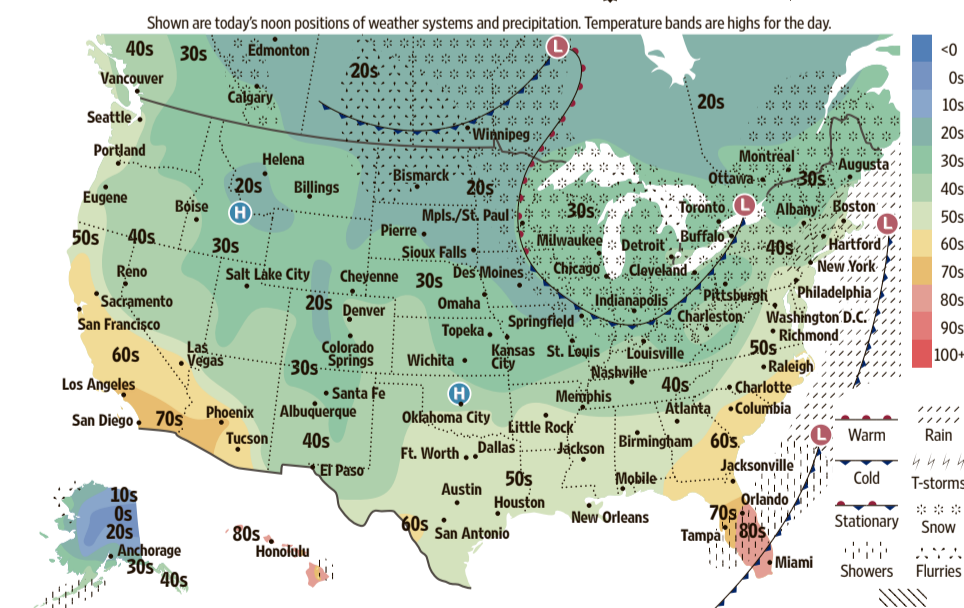 Shown are today's noon positions of weather systems and precipitation. Temperature bands are highs for the day.
40s
30s
Edmonton
L
<0
20s
0s
Vancouver
Calgary
20s
10s
Seattle
Winnipeg
20s
Portland
Helena
Montreal
Augusta
30s
Ottawa
30s
20s
Billings
Bismarck
20s
40s
Eugene
Boise
H
Mpls./St. Paul
30s
Toronto
L
Albany
Boston
50s
50s
40s
30s
Pierre
Milwaukee
Detroit
Buffalo
40s
Hartford
L
60s
Sioux Falls
Reno
Salt Lake City
Cheyenne
30s
Des Moines
Chicago
Cleveland
New York
70s
Sacramento
20s
Denver
Omaha
Indianapolis
Pittsburgh
Philadelphia
80s
San Francisco
Topeka
Springfield
Charleston
Washington D.C.
Richmond
90s
60s
Las
Vegas
Colorado
Springs
Wichita
Kansas
City
St. Louis
Louisville
50s
100+
30s
Nashville
Raleigh
Los Angeles
Santa Fe
H
Memphis
40s
Charlotte
San Diego
70s
Phoenix
Albuquerque
Oklahoma City
Little Rock
Atlanta
Columbia
Tucson
40s
Ft. Worth
Dallas
Jackson
Birmingham
60s
L
Warm
Rain
El Paso
50s
Mobile
Jacksonville
Cold
T-storms
10s
Austin
Houston
Orlando
0s
60s
San Antonio
New Orleans
70s
80s
Stationary
Snow
20s
80s
Tampa
Anchorage
Honolulu
30s
40s
Miami
Showers
Flurries